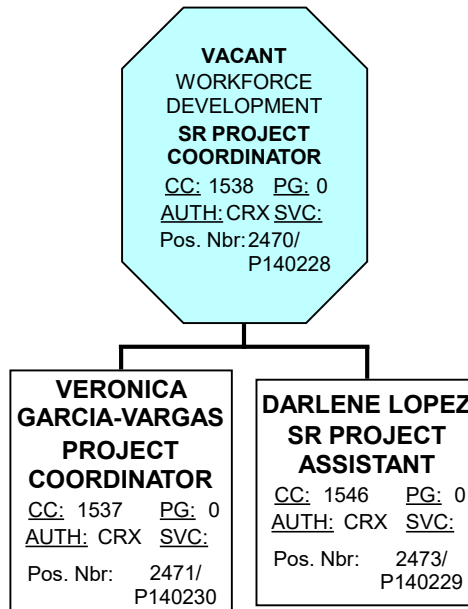 VACANT
WORKFORCE
DEVELOPMENT
SR PROJECT
COORDINATOR
CC: 1538 PG: 0
AUTH: CRX SVC:
Pos. Nbr: 2470/
P140228
VERONICA
GARCIA-VARGAS
PROJECT
COORDINATOR
CC: 1537 PG: 0
AUTH: CRX SVC:
Pos. Nbr: 2471/
P140230
DARLENE LOPEZ
SR PROJECT
ASSISTANT
CC: 1546 PG: 0
AUTH: CRX SVC:
Pos. Nbr: 2473/
P140229